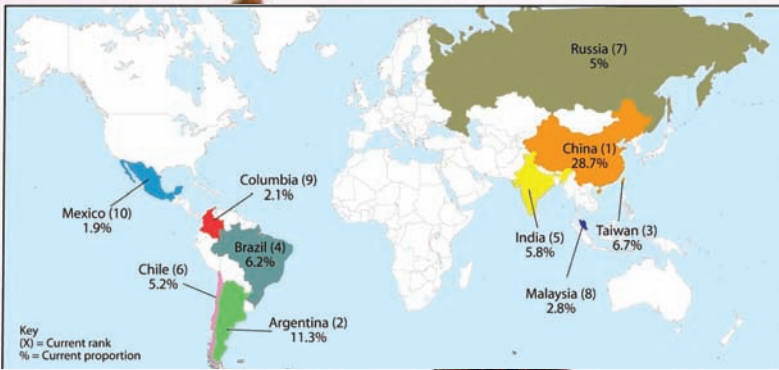 Russia (7)
5%
China (1)
28.7%
Columbia (9)
2.1%
Mexico (10)
1.9%
Brazil (4)
6.2%
India (5)
5.8%
Taiwan (3)
6.7%
Chile (6)
5.2%
Malaysia (8)
2.8%
Argentina (2)
11.3%
Key
(X) = Current rank
% = Current proportion